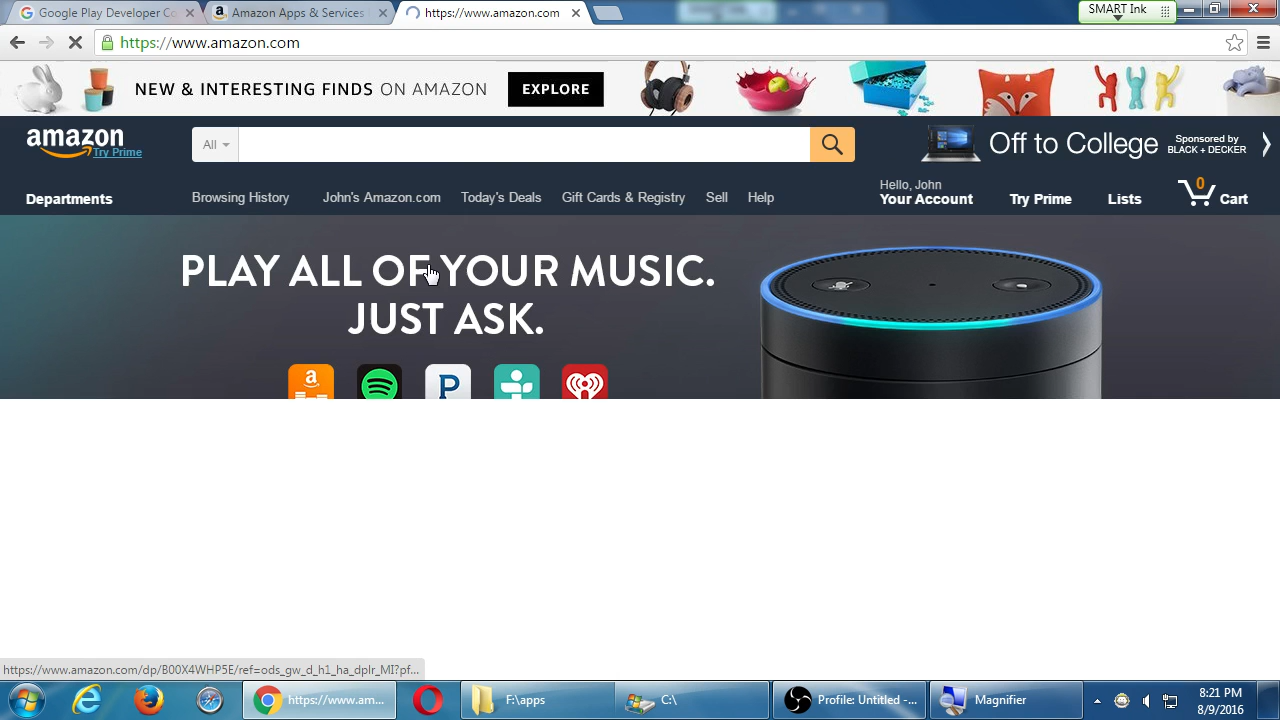 Google Play Developer Co
Amazon Apps & Services
https://www.amazon.com
SMART Ink
https://www.amazon.com
NEW & INTERESTING FINDS ON AMAZON
EXPLORE
amazon
Try Prime
All
Off to College
Sponsored by
BLACK + DECKER
Departments
Browsing History
John's Amazon.com
Today's Deals
Gift Cards & Registry
Sell
Help
Hello, John
Your Account
Try Prime
Lists
0
Cart
PLAY ALL OF YOUR MUSIC.
JUST ASK.
https://www.amazon.com/dp/B00X4WHP5E/ref=ods_gw_d_h1_ha_dplr_MI?pf...
https://www.am...
F:\apps
C:\
Profile: Untitled -...
Magnifier
8:21 PM
8/9/2016